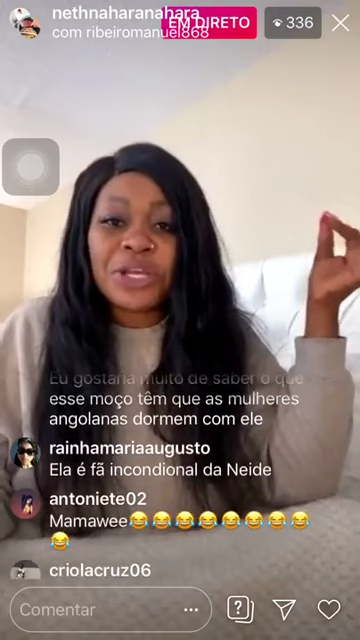 nethnaharanahara
EM DIRETO
336
com ribeiromanuel868
Eu gostaria muito de saber o que
esse moço têm que as mulheres
angolanas dormem com ele
rainhamariaaugusto
Ela é fã incondional da Neide
antoniete02
Mamawee😂😂😂😂😂😂😂😂
😂
criolacruz06
Comentar